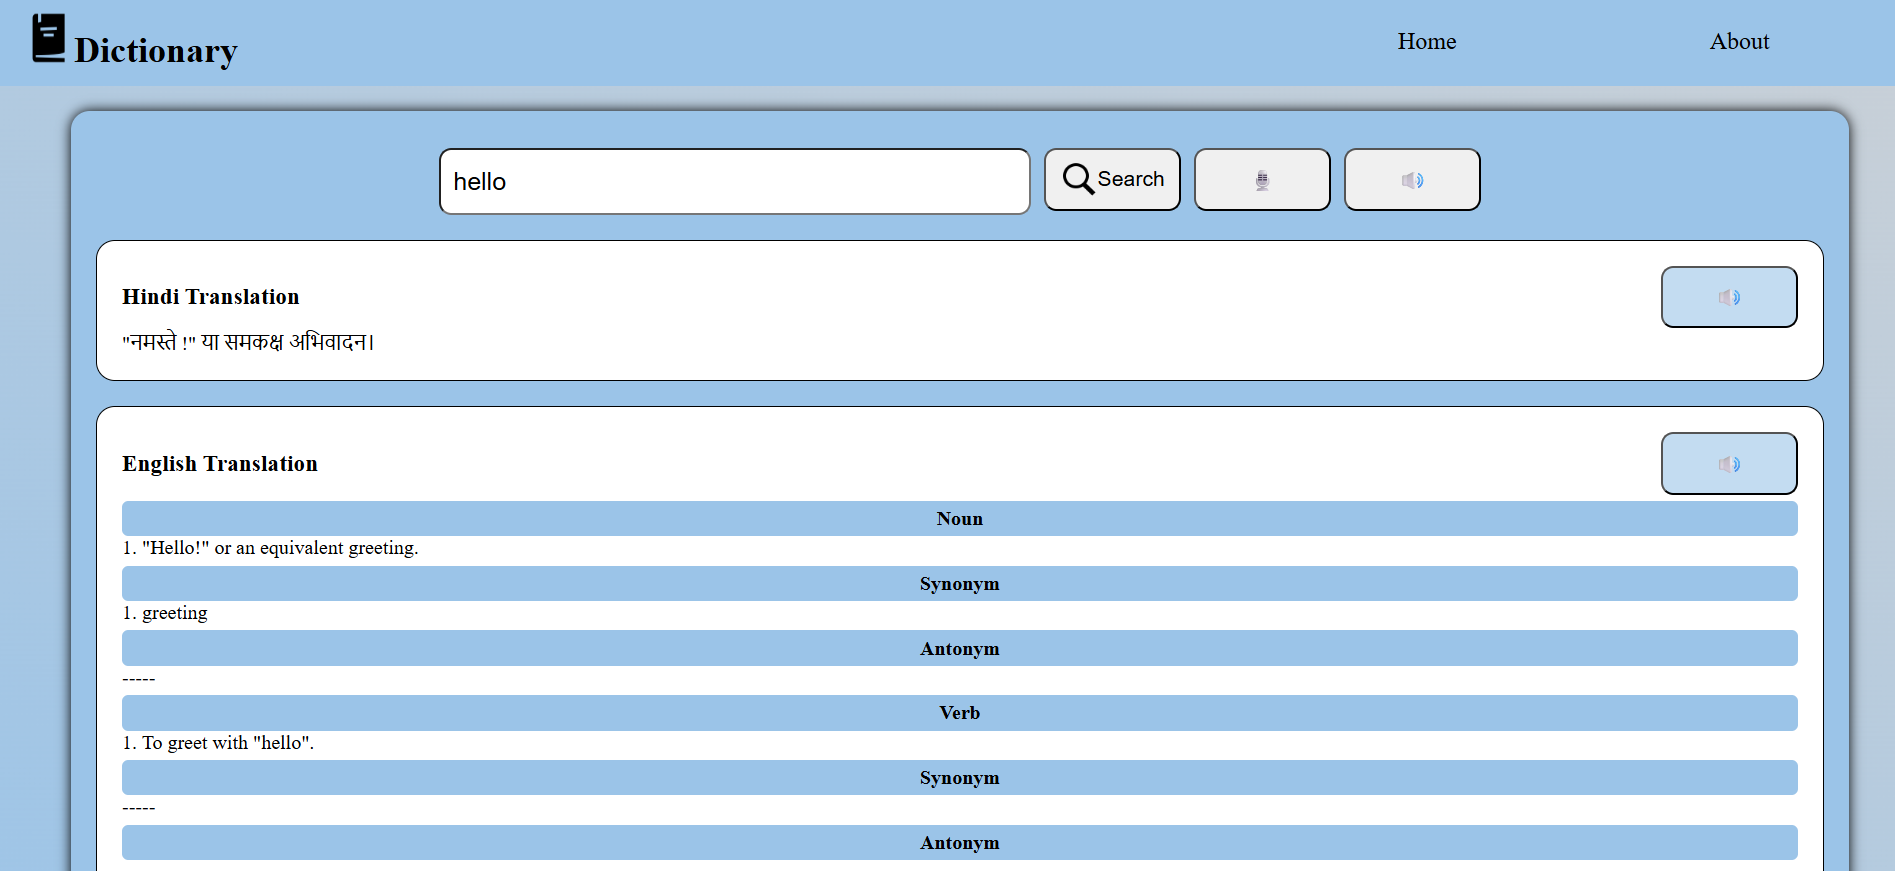 Dictionary
Home
About
hello
Search
Hindi Translation
"नमस्ते !" या समकक्ष अभिवादन।
English Translation
Noun
1. "Hello!" or an equivalent greeting.
Synonym
1. greeting
Antonym
-----
Verb
1. To greet with "hello".
Synonym
-----
Antonym